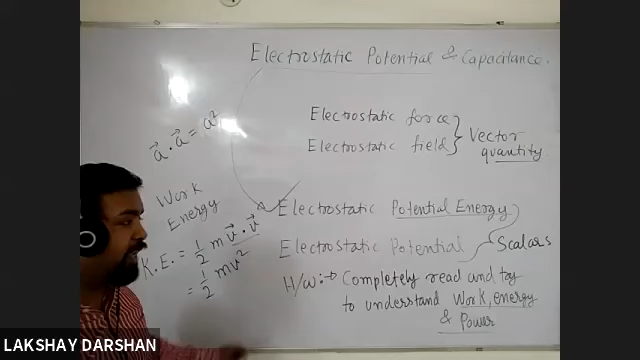 Electrostatic Potential & Capacitance.
a⃗ . a⃗ = a²
Electrostatic force
Electrostatic field
Vector
quantity
Work
Energy
K.E. = 1/2 m v⃗ . v⃗
= 1/2 mv²
Electrostatic Potential Energy
Electrostatic Potential
Scalars
H/W :→ Completely read and try
to understand Work, energy
& Power
LAKSHAY DARSHAN